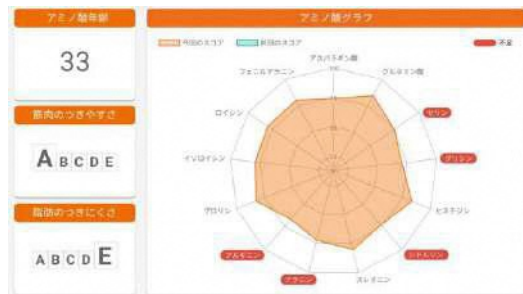 アミノ酸年齢
33
筋肉のつきやすさ
A B C D E
脂肪のつきにくさ
A B C D E
アミノ酸グラフ
今回のスコア
前回のスコア
不足
アスパラギン酸
グルタミン酸
セリン
グリシン
ヒスチジン
シトルリン
スレオニン
アラニン
アルギニン
チロシン
イソロイシン
ロイシン
フェニルアラニン
100